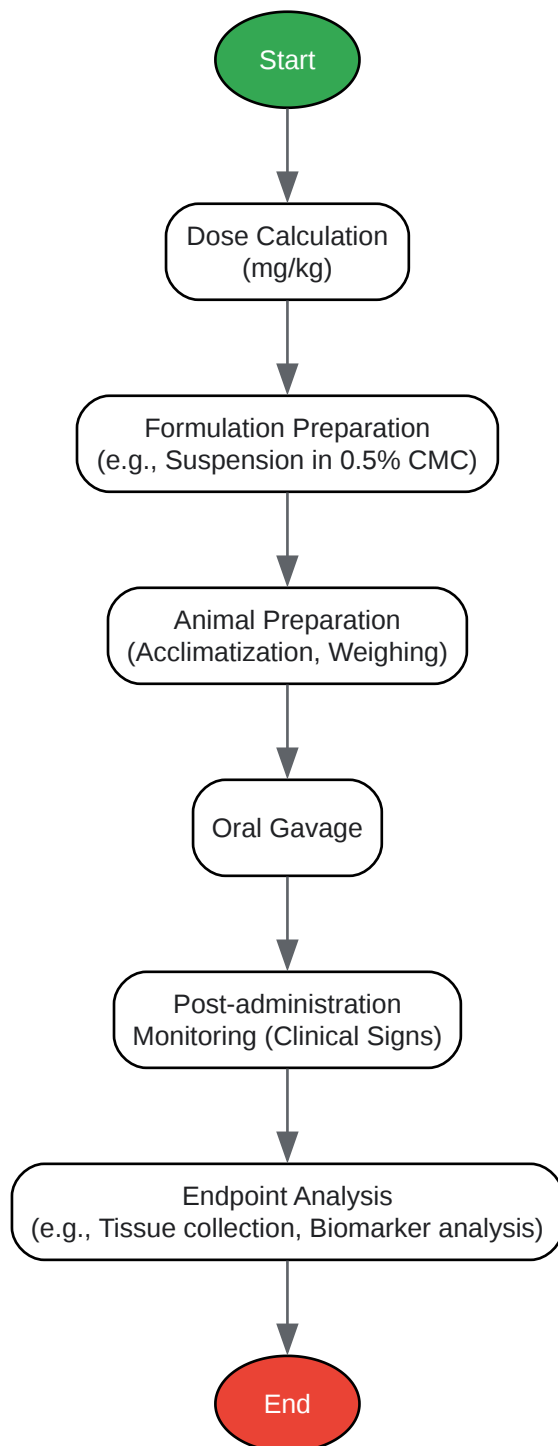 Start
Dose Calculation
(mg/kg)
Formulation Preparation
(e.g., Suspension in 0.5% CMC)
Animal Preparation
(Acclimatization, Weighing)
Oral Gavage
Post-administration
Monitoring (Clinical Signs)
Endpoint Analysis
(e.g., Tissue collection, Biomarker analysis)
End